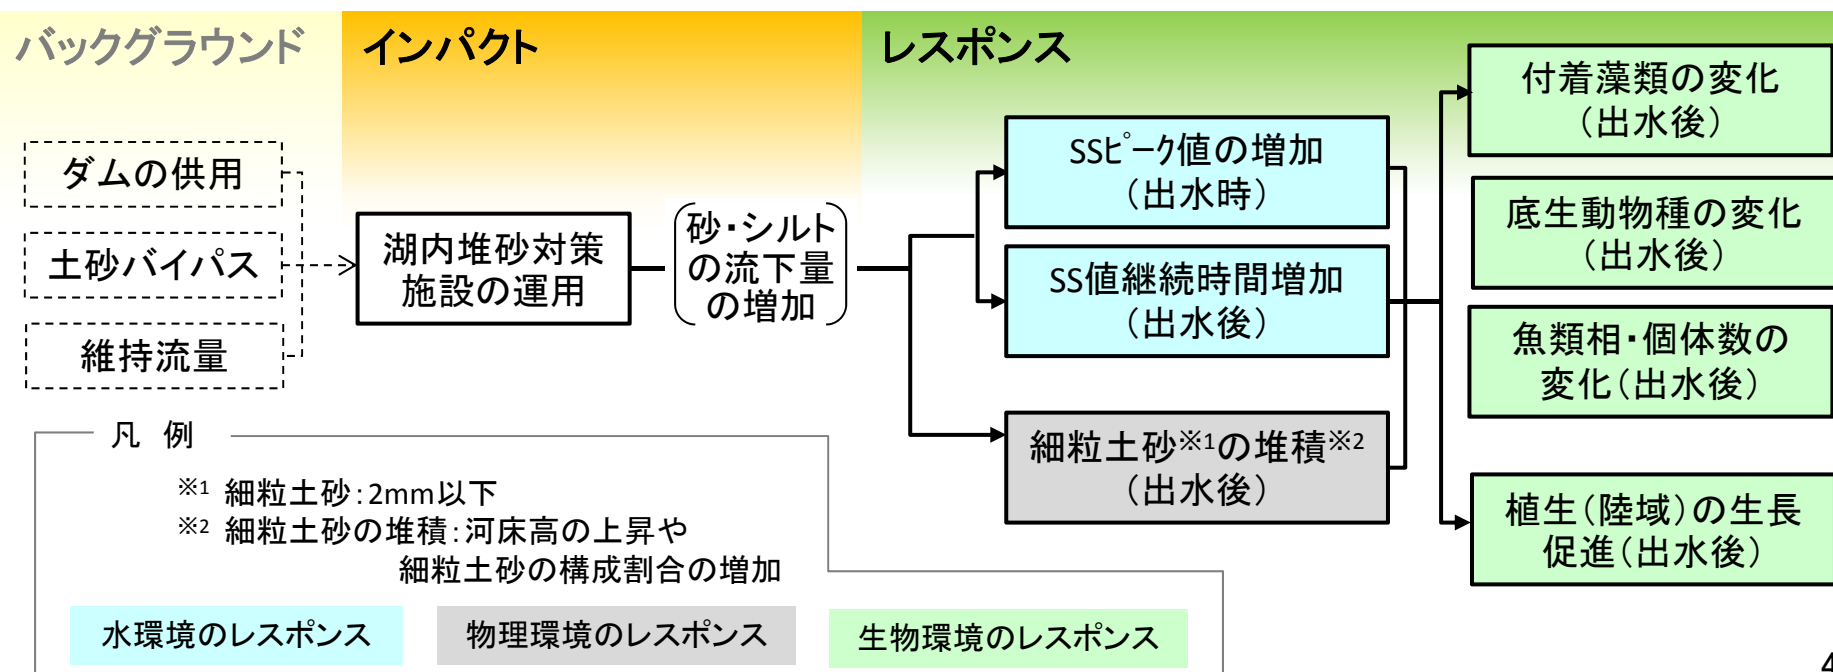 バックグラウンド
インパクト
レスポンス
ダムの供用
土砂バイパス
維持流量
湖内堆砂対策
施設の運用
砂・シルト
の流下量
の増加
SSﾋﾟｰｸ値の増加
（出水時）
SS値継続時間増加
（出水後）
細粒土砂※1の堆積※2
（出水後）
付着藻類の変化
（出水後）
底生動物種の変化
（出水後）
魚類相・個体数の
変化（出水後）
植生（陸域）の生長
促進（出水後）
凡 例
※1 細粒土砂：2mm以下
※2 細粒土砂の堆積：河床高の上昇や
細粒土砂の構成割合の増加
水環境のレスポンス
物理環境のレスポンス
生物環境のレスポンス